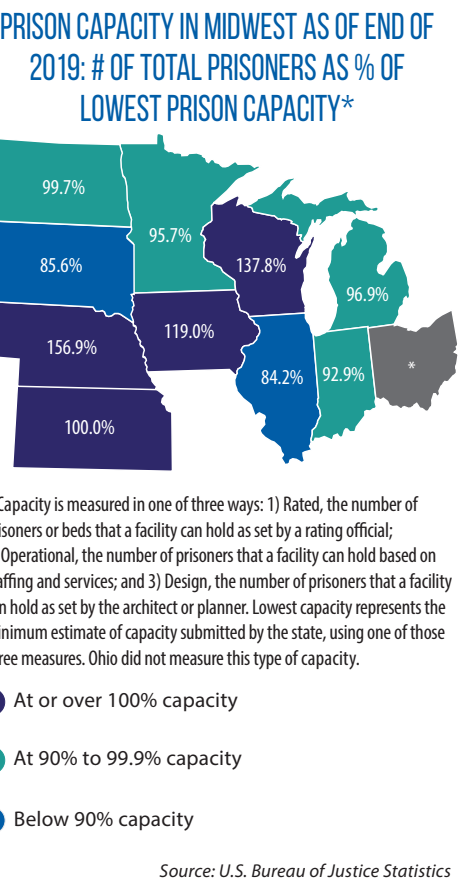 PRISON CAPACITY IN MIDWEST AS OF END OF
2019: # OF TOTAL PRISONERS AS % OF
LOWEST PRISON CAPACITY*
99.7%
95.7%
85.6%
137.8%
96.9%
156.9%
119.0%
84.2%
92.9%
*
100.0%
Capacity is measured in one of three ways: 1) Rated, the number of
isoners or beds that a facility can hold as set by a rating official;
Operational, the number of prisoners that a facility can hold based on
affing and services; and 3) Design, the number of prisoners that a facility
n hold as set by the architect or planner. Lowest capacity represents the
inimum estimate of capacity submitted by the state, using one of those
ree measures. Ohio did not measure this type of capacity.
At or over 100% capacity
At 90% to 99.9% capacity
Below 90% capacity
Source: U.S. Bureau of Justice Statistics